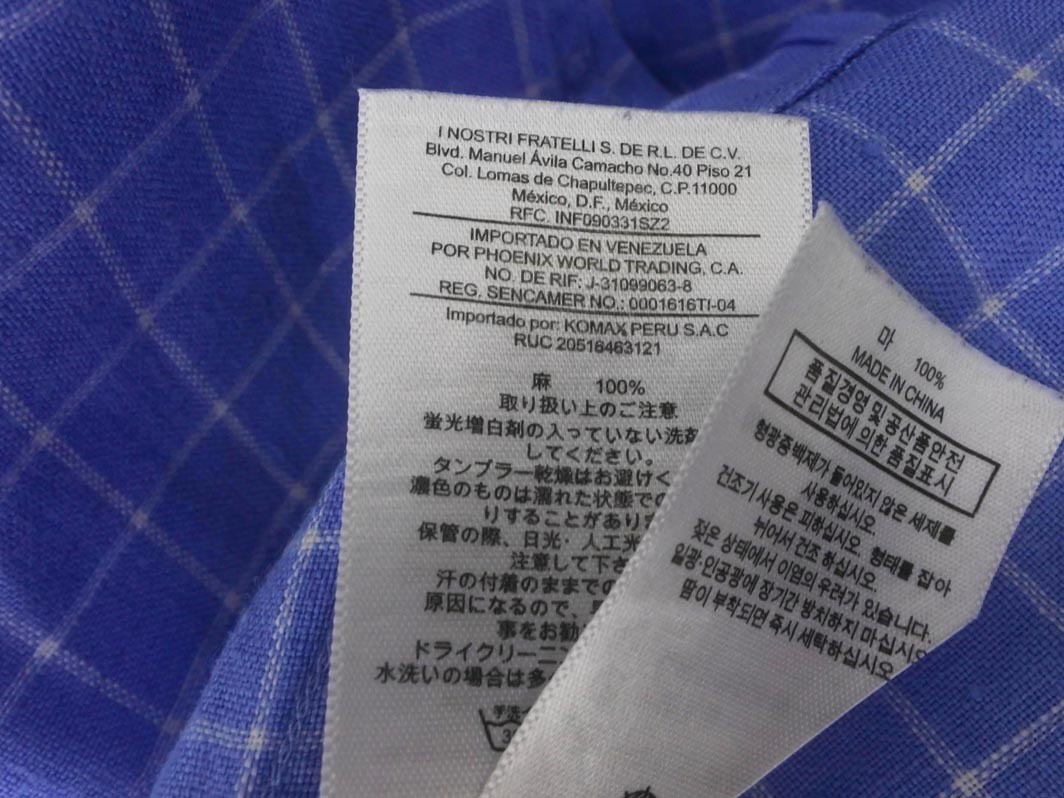 I NOSTRI FRATELLI S. DE R.L. DE C.V.
Blvd. Manuel Ávila Camacho No.40 Piso 21
Col. Lomas de Chapultepec, C.P.11000
México, D.F., México
RFC. INF090331SZ2
IMPORTADO EN VENEZUELA
POR PHOENIX WORLD TRADING, C.A.
NO. DE RIF: J-31099063-8
REG. SENCAMER NO.: 0001616TI-04
Importado por: KOMAX PERU S.A.C
RUC 20516463121
麻 100%
取り扱い上のご注意
蛍光増白剤の入っていない洗剤
してください。
タンブラー乾燥はお避けく
濃色のものは濡れた状態での
りすることがあります
保管の際、日光・人工光
注意して下さ
汗の付着のままでの
原因になるので、
事をお勧
ドライクリーニ
水洗いの場合は多
手洗イ
마 100%
MADE IN CHINA
품질경영 및 공산품안전
관리법에 의한 품질표시
형광증백제가 들어있지 않은 세제를
사용하십시오.
건조기 사용은 피하십시오. 형태를 잡아
뉘어서 건조 하십시오.
젖은 상태에서 이염의 우려가 있습니다.
일광·인공광에 장기간 방치하지 마십시오
땀이 부착되면 즉시 세탁하십시오